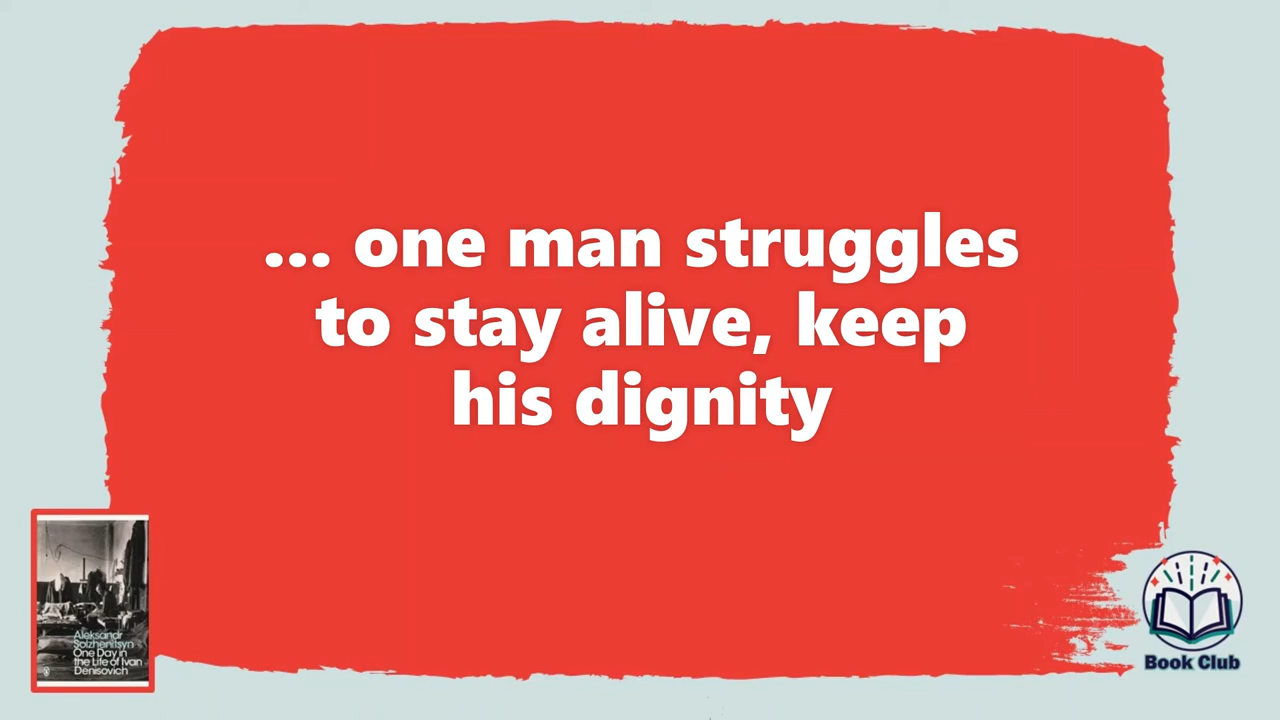 ... one man struggles
to stay alive, keep
his dignity
Aleksandr
Solzhenitsyn
One Day in
the Life of Ivan
Denisovich
Book Club